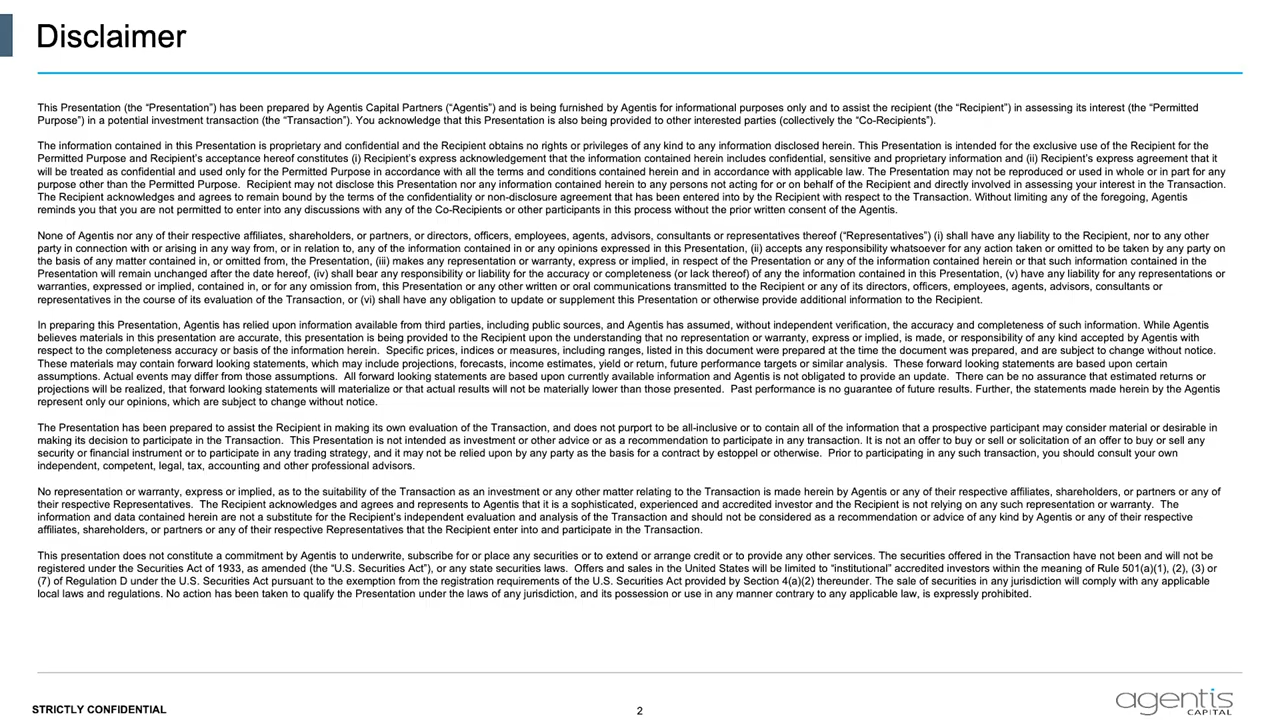 Disclaimer
This Presentation (the “Presentation”) has been prepared by Agentis Capital Partners (“Agentis”) and is being furnished by Agentis for informational purposes only and to assist the recipient (the “Recipient”) in assessing its interest (the “Permitted
Purpose”) in a potential investment transaction (the “Transaction”). You acknowledge that this Presentation is also being provided to other interested parties (collectively the “Co-Recipients”).
The information contained in this Presentation is proprietary and confidential and the Recipient obtains no rights or privileges of any kind to any information disclosed herein. This Presentation is intended for the exclusive use of the Recipient for the
Permitted Purpose and Recipient’s acceptance hereof constitutes (i) Recipient’s express acknowledgement that the information contained herein includes confidential, sensitive and proprietary information and (ii) Recipient’s express agreement that it
will be treated as confidential and used only for the Permitted Purpose in accordance with all the terms and conditions contained herein and in accordance with applicable law. The Presentation may not be reproduced or used in whole or in part for any
purpose other than the Permitted Purpose. Recipient may not disclose this Presentation nor any information contained herein to any persons not acting for or on behalf of the Recipient and directly involved in assessing your interest in the Transaction.
The Recipient acknowledges and agrees to remain bound by the terms of the confidentiality or non-disclosure agreement that has been entered into by the Recipient with respect to the Transaction. Without limiting any of the foregoing, Agentis
reminds you that you are not permitted to enter into any discussions with any of the Co-Recipients or other participants in this process without the prior written consent of the Agentis.
None of Agentis nor any of their respective affiliates, shareholders, or partners, or directors, officers, employees, agents, advisors, consultants or representatives thereof (“Representatives”) (i) shall have any liability to the Recipient, nor to any other
party in connection with or arising in any way from, or in relation to, any of the information contained in or any opinions expressed in this Presentation, (ii) accepts any responsibility whatsoever for any action taken or omitted to be taken by any party on
the basis of any matter contained in, or omitted from, the Presentation, (iii) makes any representation or warranty, express or implied, in respect of the Presentation or any of the information contained herein or that such information contained in the
Presentation will remain unchanged after the date hereof, (iv) shall bear any responsibility or liability for the accuracy or completeness (or lack thereof) of any the information contained in this Presentation, (v) have any liability for any representations or
warranties, expressed or implied, contained in, or for any omission from, this Presentation or any other written or oral communications transmitted to the Recipient or any of its directors, officers, employees, agents, advisors, consultants or
representatives in the course of its evaluation of the Transaction, or (vi) shall have any obligation to update or supplement this Presentation or otherwise provide additional information to the Recipient.
In preparing this Presentation, Agentis has relied upon information available from third parties, including public sources, and Agentis has assumed, without independent verification, the accuracy and completeness of such information. While Agentis
believes materials in this presentation are accurate, this presentation is being provided to the Recipient upon the understanding that no representation or warranty, express or implied, is made, or responsibility of any kind accepted by Agentis with
respect to the completeness accuracy or basis of the information herein. Specific prices, indices or measures, including ranges, listed in this document were prepared at the time the document was prepared, and are subject to change without notice.
These materials may contain forward looking statements, which may include projections, forecasts, income estimates, yield or return, future performance targets or similar analysis. These forward looking statements are based upon certain
assumptions. Actual events may differ from those assumptions. All forward looking statements are based upon currently available information and Agentis is not obligated to provide an update. There can be no assurance that estimated returns or
projections will be realized, that forward looking statements will materialize or that actual results will not be materially lower than those presented. Past performance is no guarantee of future results. Further, the statements made herein by the Agentis
represent only our opinions, which are subject to change without notice.
The Presentation has been prepared to assist the Recipient in making its own evaluation of the Transaction, and does not purport to be all-inclusive or to contain all of the information that a prospective participant may consider material or desirable in
making its decision to participate in the Transaction. This Presentation is not intended as investment or other advice or as a recommendation to participate in any transaction. It is not an offer to buy or sell or solicitation of an offer to buy or sell any
security or financial instrument or to participate in any trading strategy, and it may not be relied upon by any party as the basis for a contract by estoppel or otherwise. Prior to participating in any such transaction, you should consult your own
independent, competent, legal, tax, accounting and other professional advisors.
No representation or warranty, express or implied, as to the suitability of the Transaction as an investment or any other matter relating to the Transaction is made herein by Agentis or any of their respective affiliates, shareholders, or partners or any of
their respective Representatives. The Recipient acknowledges and agrees and represents to Agentis that it is a sophisticated, experienced and accredited investor and the Recipient is not relying on any such representation or warranty. The
information and data contained herein are not a substitute for the Recipient’s independent evaluation and analysis of the Transaction and should not be considered as a recommendation or advice of any kind by Agentis or any of their respective
affiliates, shareholders, or partners or any of their respective Representatives that the Recipient enter into and participate in the Transaction.
This presentation does not constitute a commitment by Agentis to underwrite, subscribe for or place any securities or to extend or arrange credit or to provide any other services. The securities offered in the Transaction have not been and will not be
registered under the Securities Act of 1933, as amended (the “U.S. Securities Act”), or any state securities laws. Offers and sales in the United States will be limited to “institutional” accredited investors within the meaning of Rule 501(a)(1), (2), (3) or
(7) of Regulation D under the U.S. Securities Act pursuant to the exemption from the registration requirements of the U.S. Securities Act provided by Section 4(a)(2) thereunder. The sale of securities in any jurisdiction will comply with any applicable
local laws and regulations. No action has been taken to qualify the Presentation under the laws of any jurisdiction, and its possession or use in any manner contrary to any applicable law, is expressly prohibited.
STRICTLY CONFIDENTIAL
2
agentis
CAPITAL